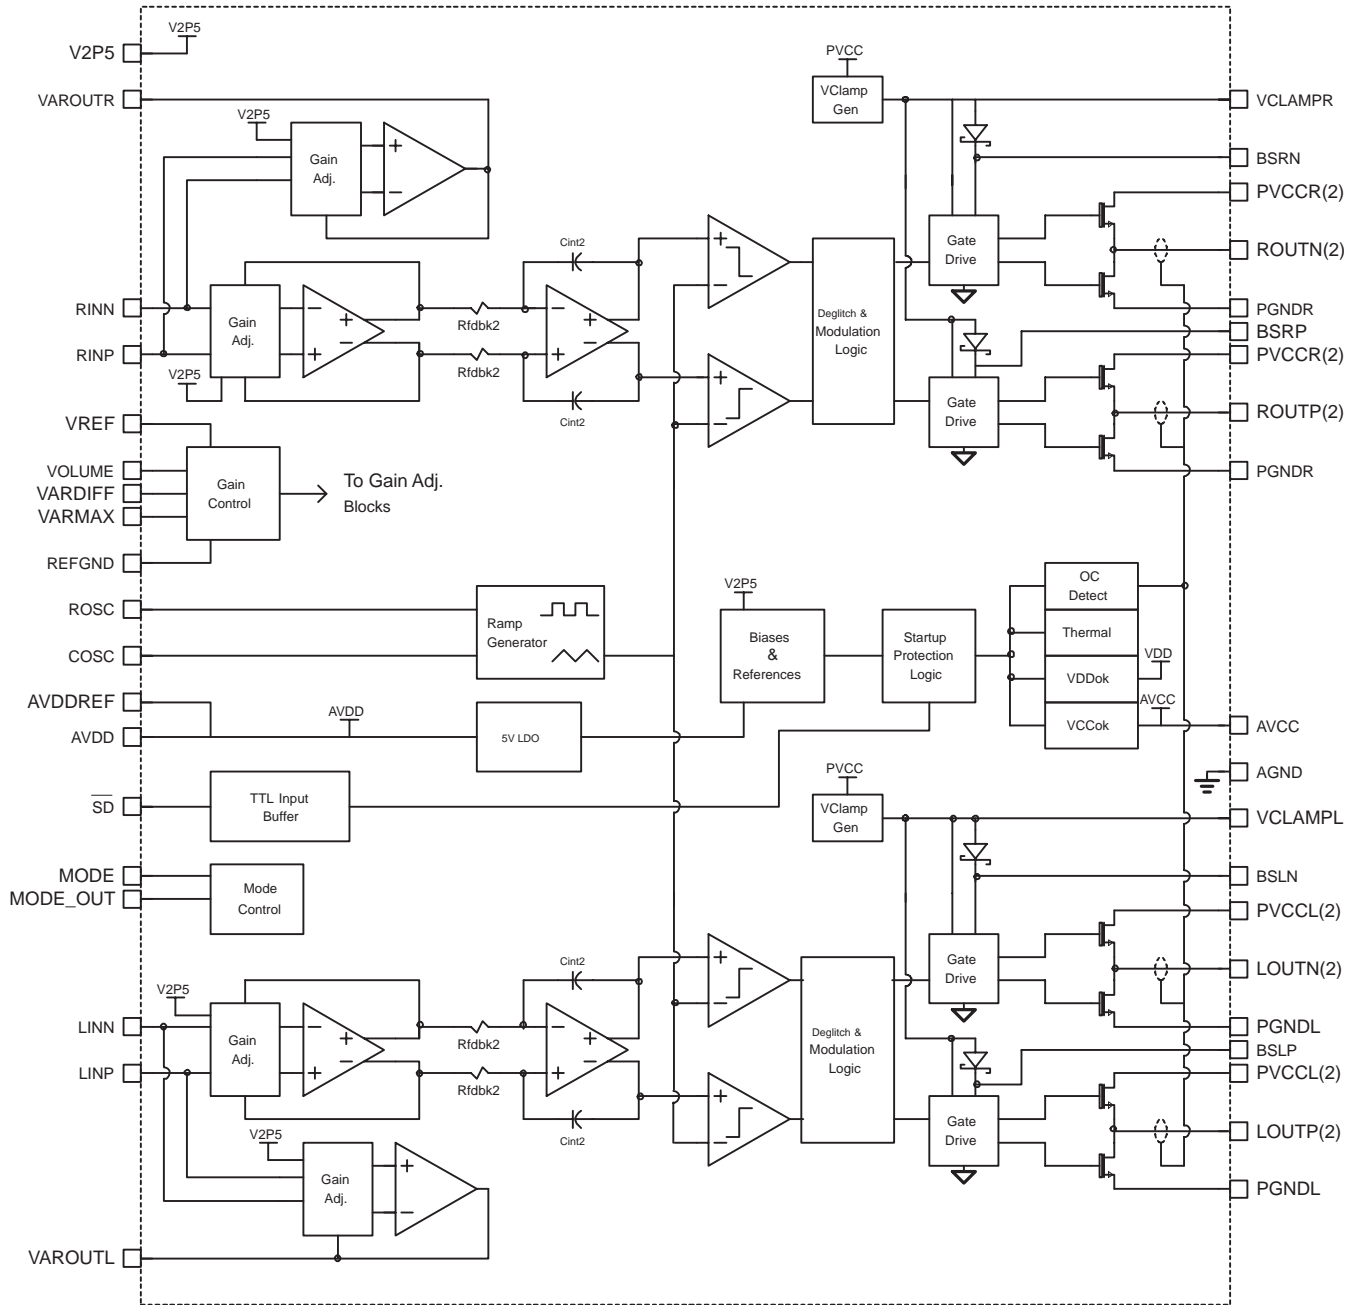 V2P5
V2P5
VAROUTR
V2P5
Gain
Adj.
PVCC
VClamp
Gen
VCLAMPR
BSRN
PVCCR(2)
Gate
Drive
ROUTN(2)
PGNDR
BSRP
PVCCR(2)
Gate
Drive
ROUTP(2)
PGNDR
RINN
RINP
Gain
Adj.
V2P5
Rfdbk2
Rfdbk2
Cint2
Cint2
Deglitch &
Modulation
Logic
VREF
VOLUME
VARDIFF
VARMAX
REFGND
Gain
Control
To Gain Adj.
Blocks
ROSC
COSC
Ramp
Generator
V2P5
Biases
&
References
Startup
Protection
Logic
OC
Detect
Thermal
VDDok
VDD
VCCok
AVCC
AVCC
AVDDREF
AVDD
AVDD
5V LDO
AGND
SD
TTL Input
Buffer
PVCC
VClamp
Gen
VCLAMPL
MODE
MODE_OUT
Mode
Control
BSLN
PVCCL(2)
Gate
Drive
LOUTN(2)
PGNDL
BSLP
PVCCL(2)
Gate
Drive
LOUTP(2)
PGNDL
V2P5
LINN
LINP
Gain
Adj.
Rfdbk2
Rfdbk2
Cint2
Cint2
Deglitch &
Modulation
Logic
V2P5
Gain
Adj.
VAROUTL